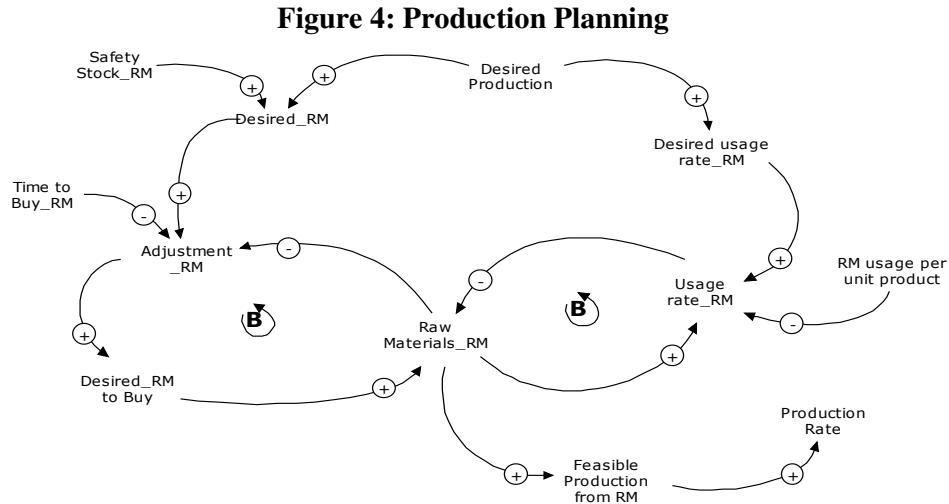 Figure 4: Production Planning
Safety
Stock_RM
+
+
Desired
Production
+
Desired_RM
Desired usage
rate_RM
Time to
Buy_RM
+
-
Adjustment
_RM
-
+
RM usage per
unit product
-
Usage
rate_RM
B
B
-
Raw
Materials_RM
+
+
Desired_RM
to Buy
+
Production
Rate
+
Feasible
Production
from RM
+